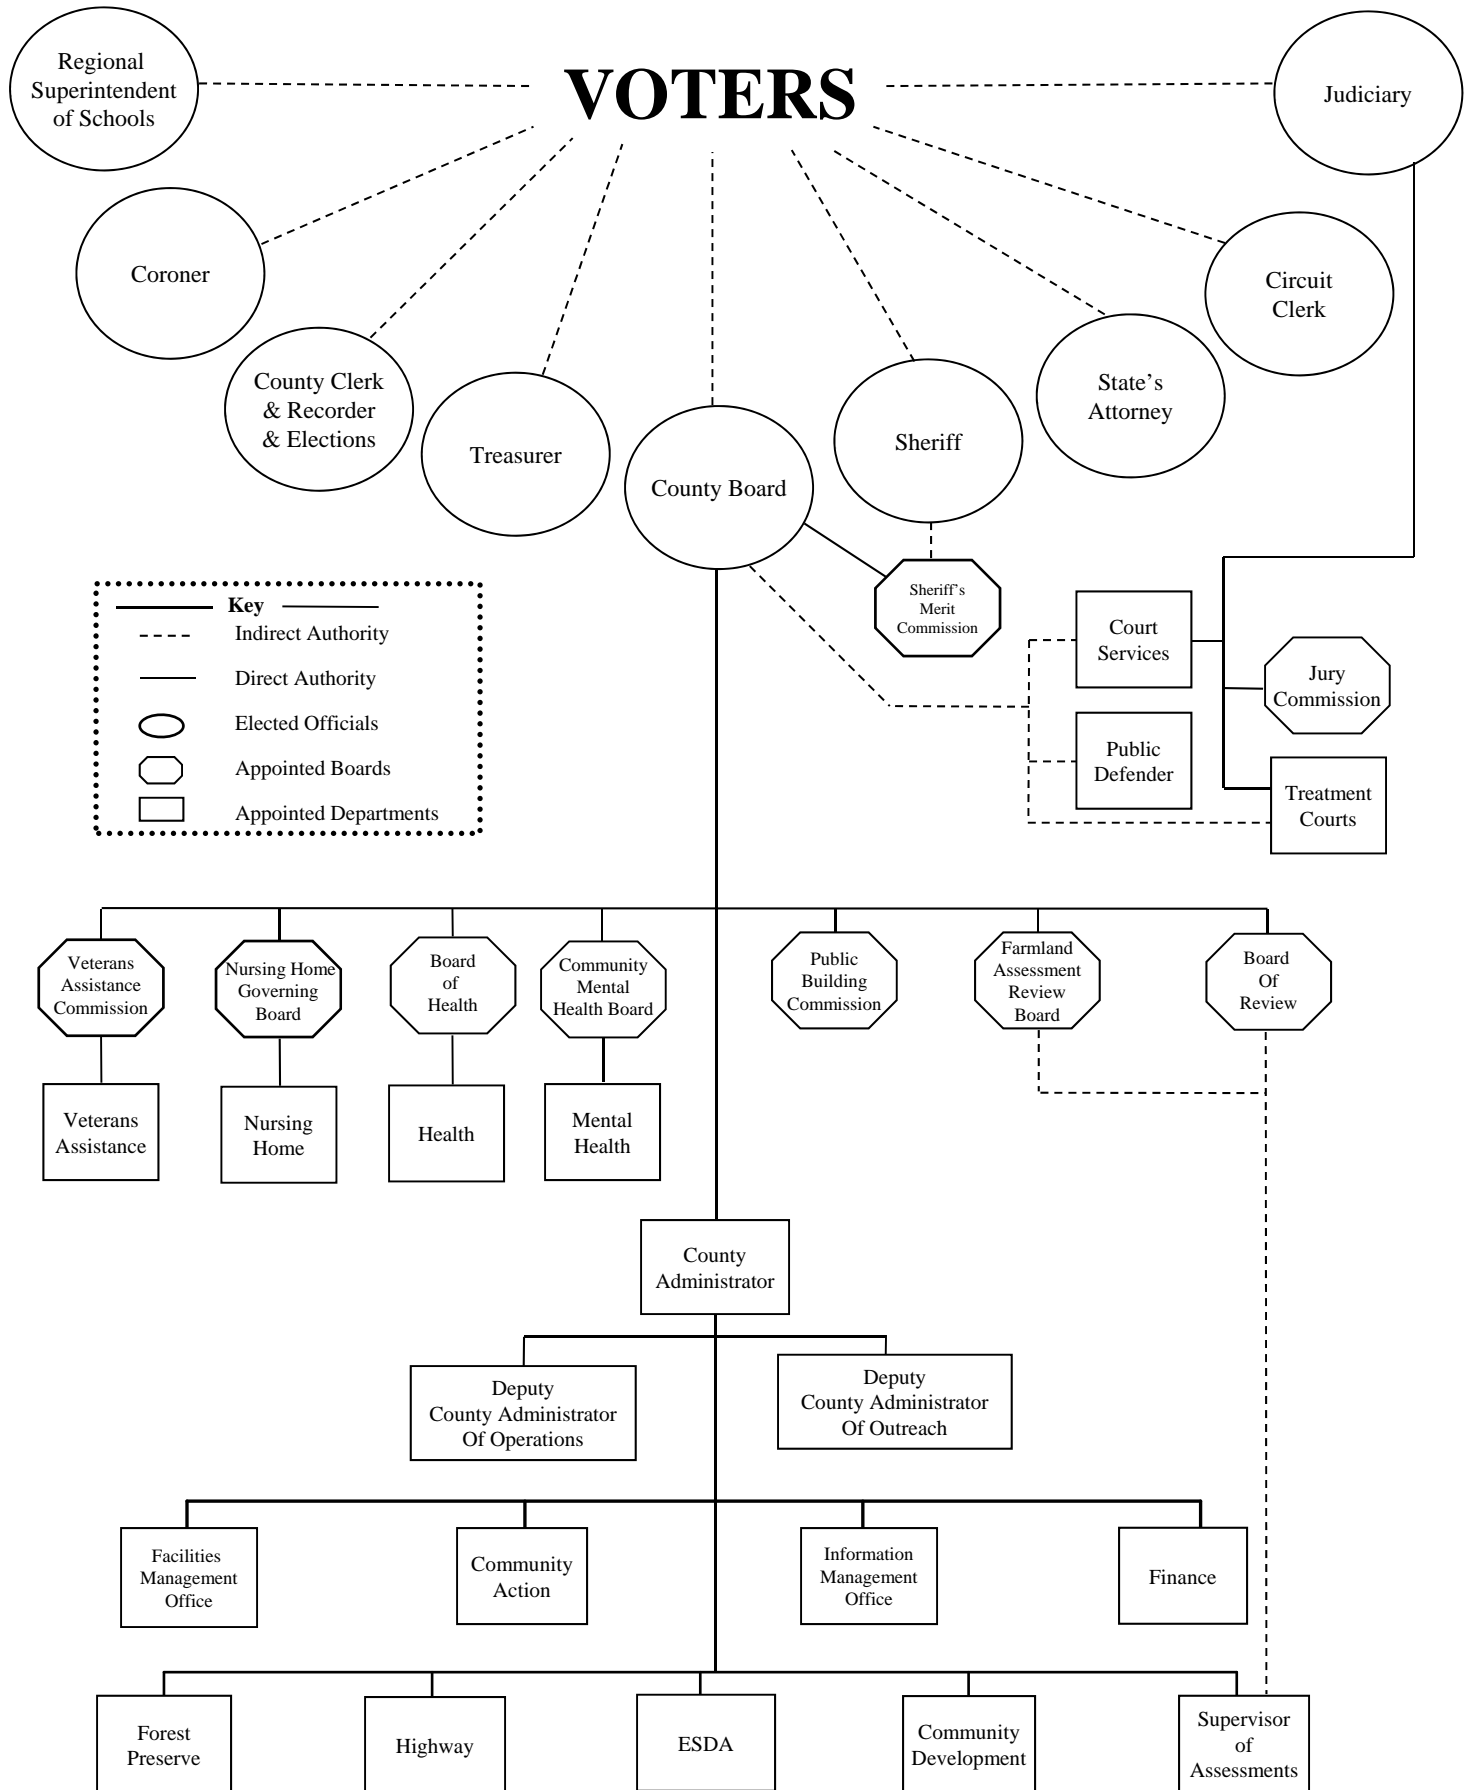 VOTERS
Regional
Superintendent
of Schools
Judiciary
Coroner
Circuit
Clerk
County Clerk
& Recorder
& Elections
State’s
Attorney
Treasurer
Sheriff
County Board
Sheriff’s
Merit
Commission
Key
Indirect Authority
Direct Authority
Elected Officials
Appointed Boards
Appointed Departments
Court
Services
Jury
Commission
Public
Defender
Treatment
Courts
Veterans
Assistance
Commission
Nursing Home
Governing
Board
Board
of
Health
Community
Mental
Health Board
Public
Building
Commission
Farmland
Assessment
Review
Board
Board
Of
Review
Veterans
Assistance
Nursing
Home
Health
Mental
Health
County
Administrator
Deputy
County Administrator
Of Operations
Deputy
County Administrator
Of Outreach
Facilities
Management
Office
Community
Action
Information
Management
Office
Finance
Forest
Preserve
Highway
ESDA
Community
Development
Supervisor
of
Assessments